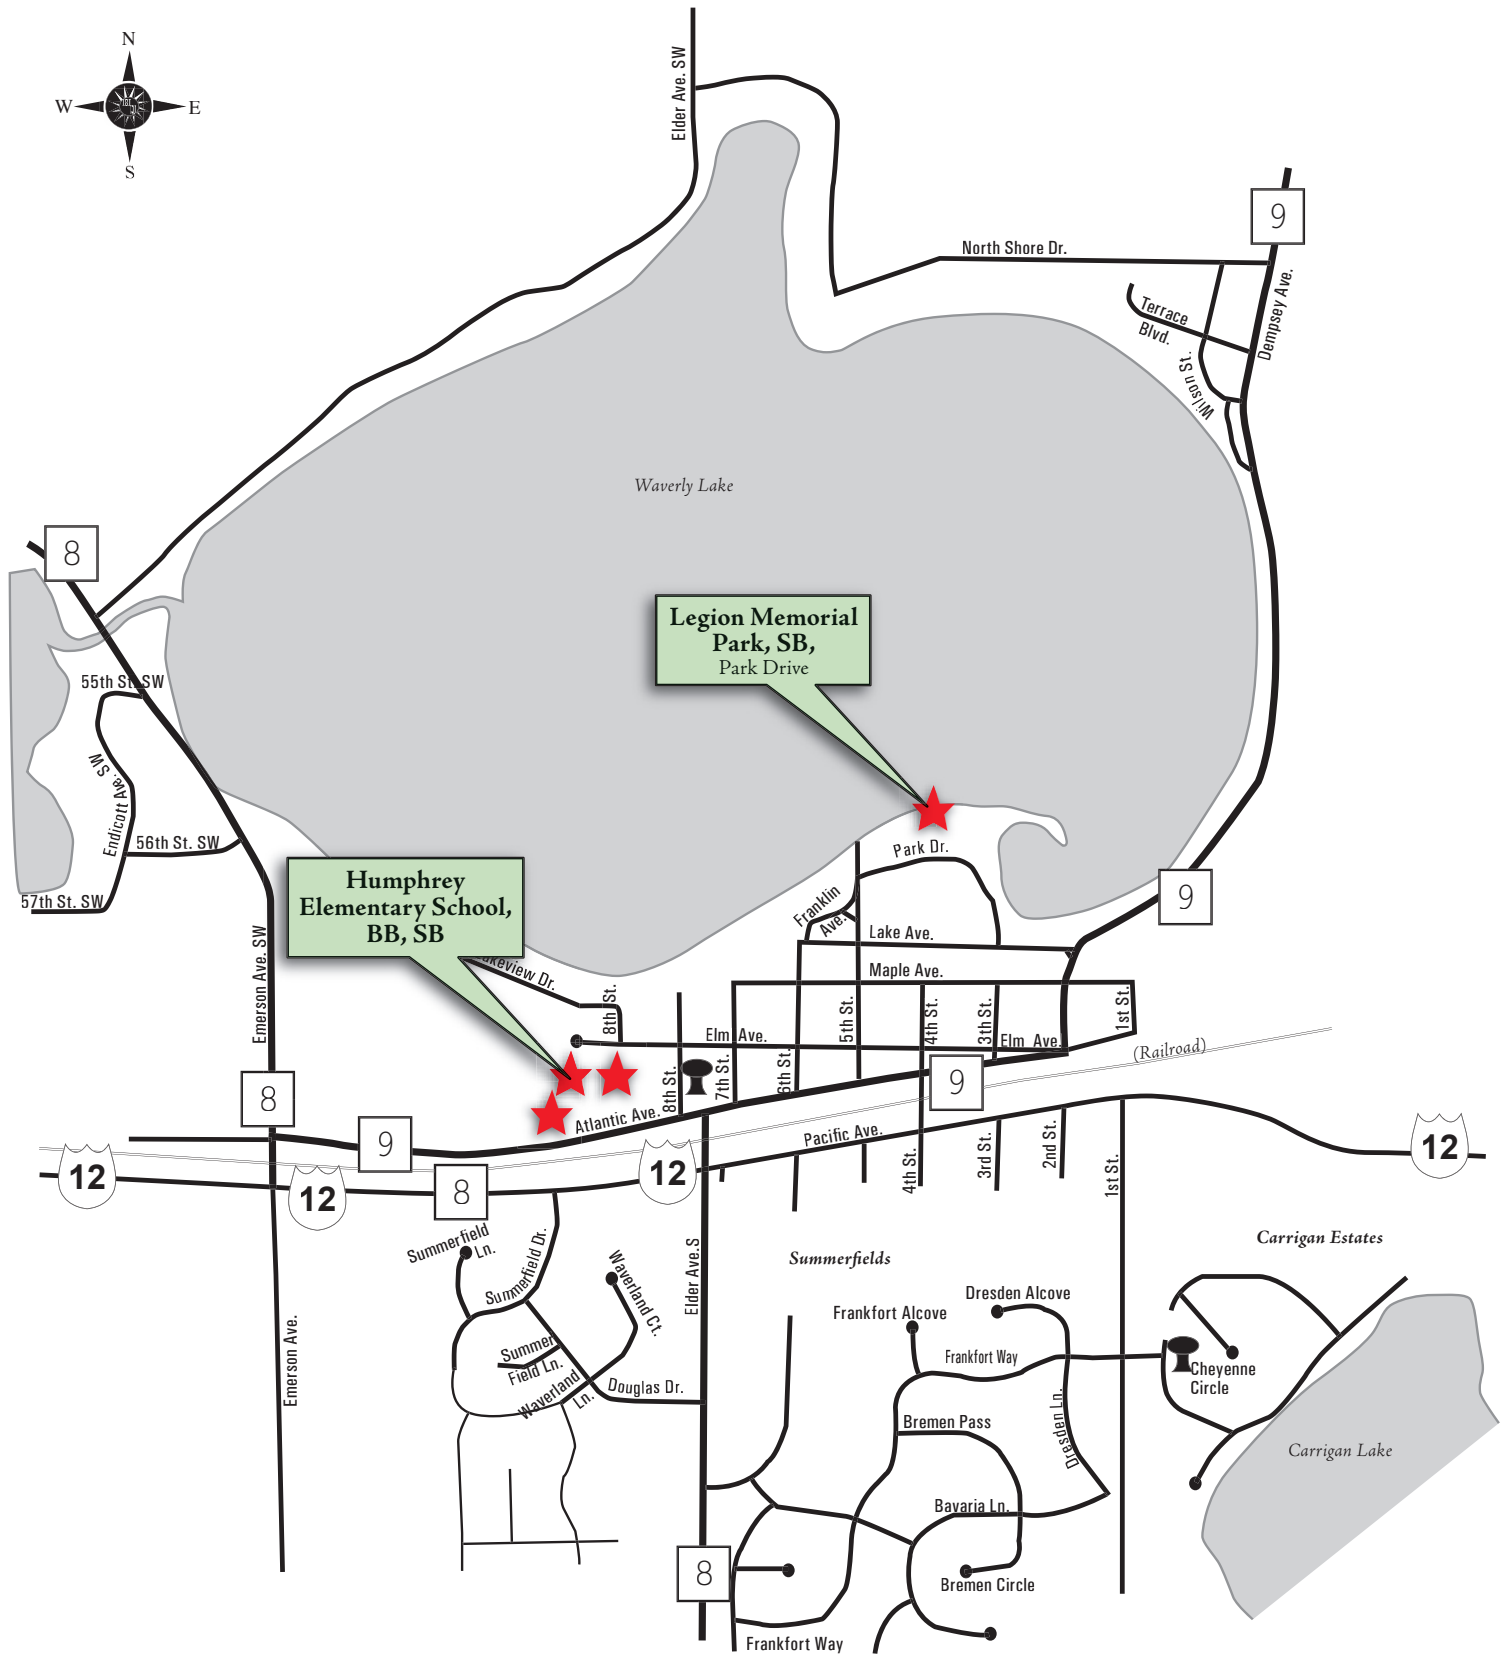 N
W
E
S
Elder Ave. SW
9
North Shore Dr.
Dempsey Ave.
Terrace
Blvd.
Wilson St.
Waverly Lake
8
Legion Memorial
Park, SB,
Park Drive
55th St. SW
Endicott Ave. SW
56th St. SW
57th St. SW
Humphrey
Elementary School,
BB, SB
Park Dr.
Franklin
Ave.
9
Lake Ave.
Maple Ave.
Emerson Ave. SW
keview Dr.
8th St.
5th St.
4th St.
3rd St.
1st St.
Elm Ave.
Elm Ave.
(Railroad)
8th St.
7th St.
6th St.
9
8
Atlantic Ave.
Pacific Ave.
9
12
12
8
12
12
4th St.
3rd St.
2nd St.
1st St.
Summerfield
Ln.
Summerfield Dr.
Waverland Ct.
Elder Ave.S
Summerfields
Carrigan Estates
Dresden Alcove
Frankfort Alcove
Frankfort Way
Emerson Ave.
Summer
Field Ln.
Waverland
Ln.
Douglas Dr.
Cheyenne
Circle
Dresden Ln.
Bremen Pass
Carrigan Lake
Bavaria Ln.
8
Bremen Circle
Frankfort Way